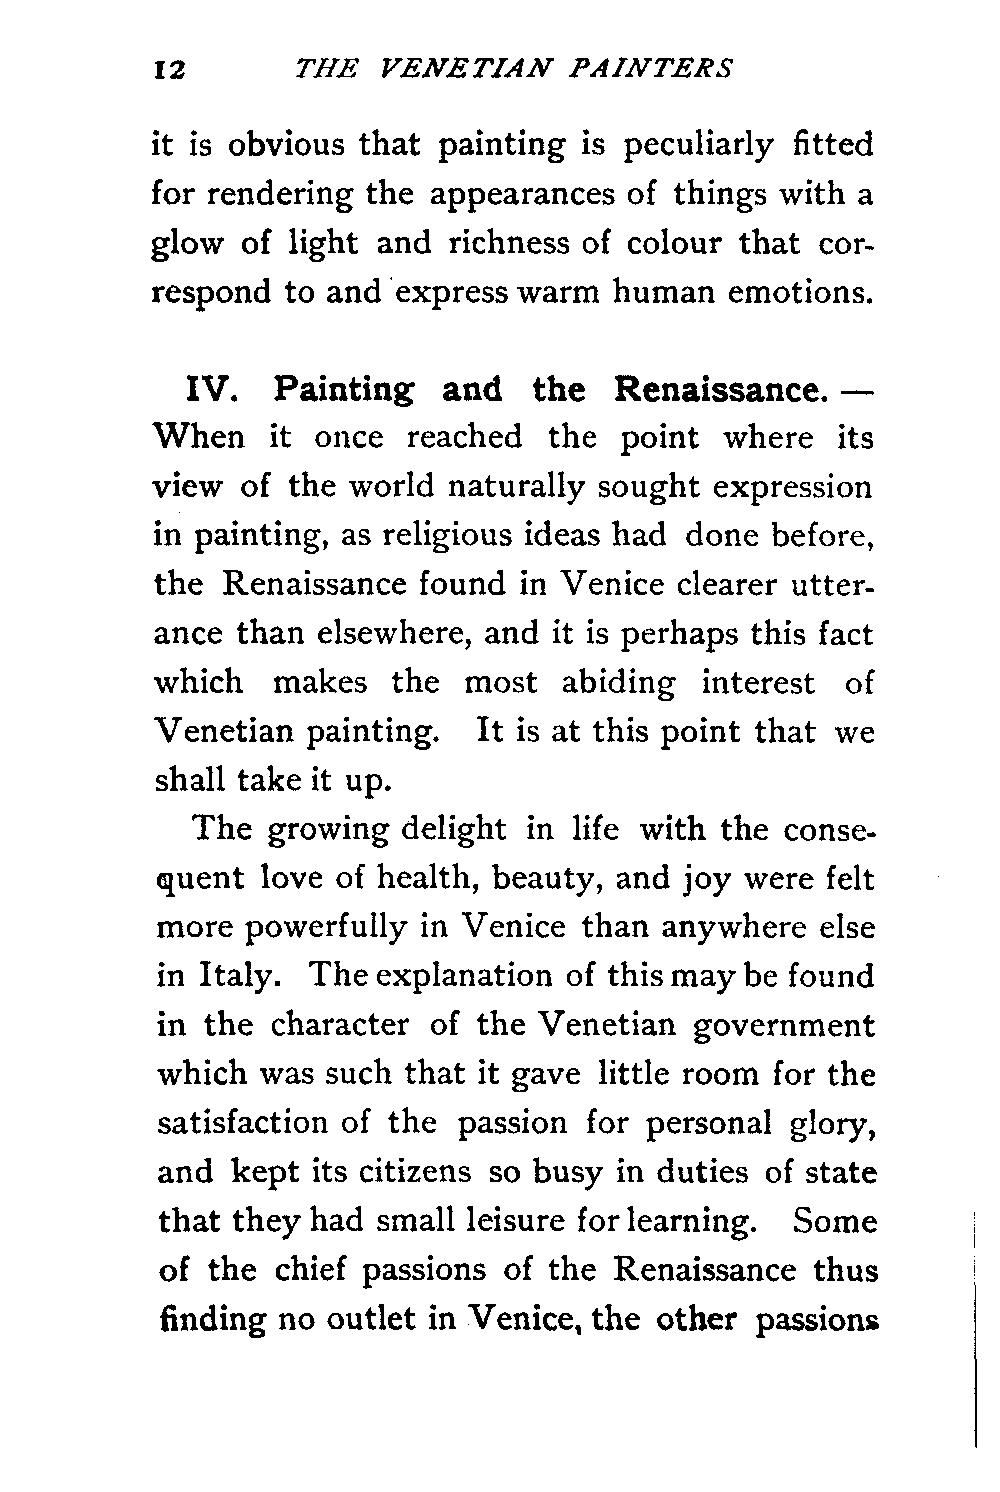 12 THE VENETIAN PAINTERS
it is obvious that painting is peculiarly fitted
for rendering the appearances of things with a
glow of light and richness of colour that cor-
respond to and express warm human emotions.
IV. Painting and the Renaissance. —
When it once reached the point where its
view of the world naturally sought expression
in painting, as religious ideas had done before,
the Renaissance found in Venice clearer utter-
ance than elsewhere, and it is perhaps this fact
which makes the most abiding interest of
Venetian painting. It is at this point that we
shall take it up.
The growing delight in life with the conse-
quent love of health, beauty, and joy were felt
more powerfully in Venice than anywhere else
in Italy. The explanation of this may be found
in the character of the Venetian government
which was such that it gave little room for the
satisfaction of the passion for personal glory,
and kept its citizens so busy in duties of state
that they had small leisure for learning. Some
of the chief passions of the Renaissance thus
finding no outlet in Venice, the other passions